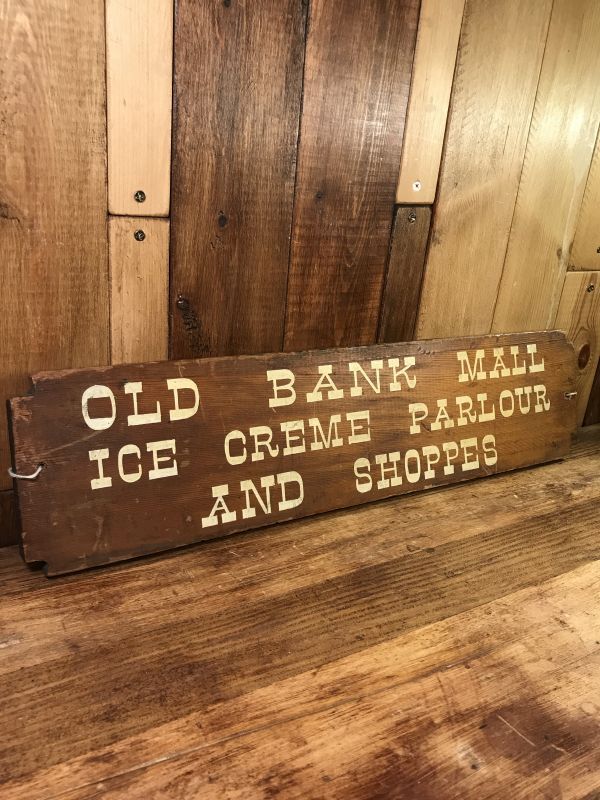 OLD BANK MALL
ICE CREME PARLOUR
AND SHOPPES